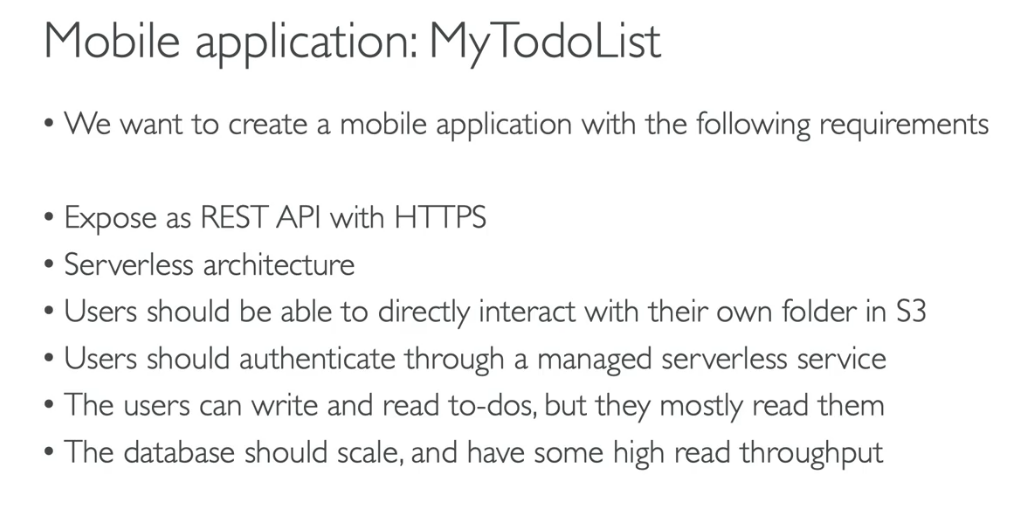 Mobile application: MyTodoList
• We want to create a mobile application with the following requirements
• Expose as REST API with HTTPS
• Serverless architecture
• Users should be able to directly interact with their own folder in S3
• Users should authenticate through a managed serverless service
• The users can write and read to-dos, but they mostly read them
• The database should scale, and have some high read throughput